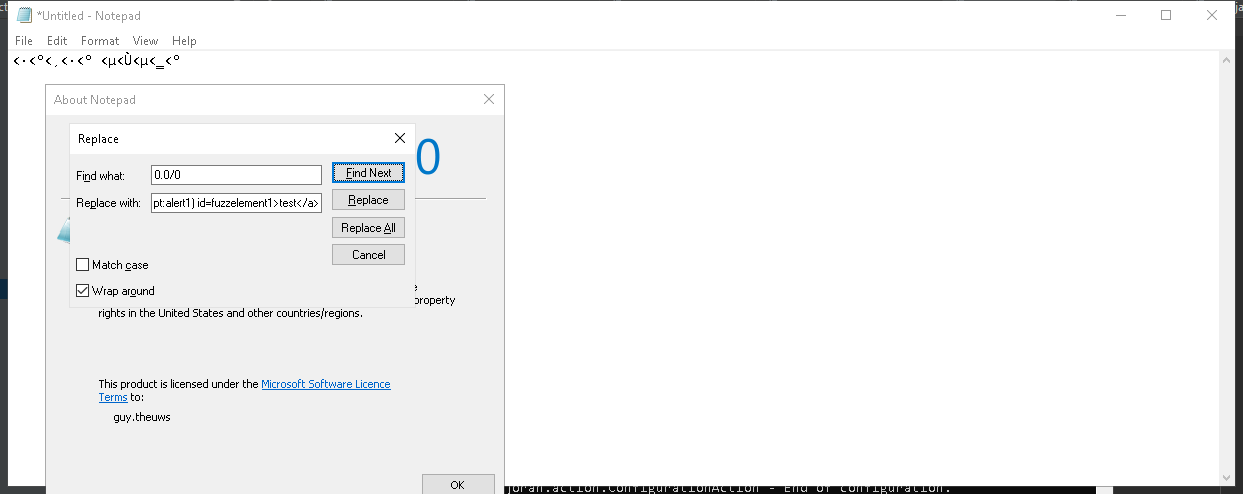 *Untitled - Notepad
File Edit Format View Help
About Notepad
0
Replace
Find what: 0.0/0 Find Next
Replace with: pt:alert1) id=fuzzelement1>test</a> Replace
Replace All
Cancel
Match case
Wrap around
property
rights in the United States and other countries/regions.
This product is licensed under the Microsoft Software Licence
Terms to:
guy.theuws
OK
joran.action.ConfigurationAction - End of configuration.